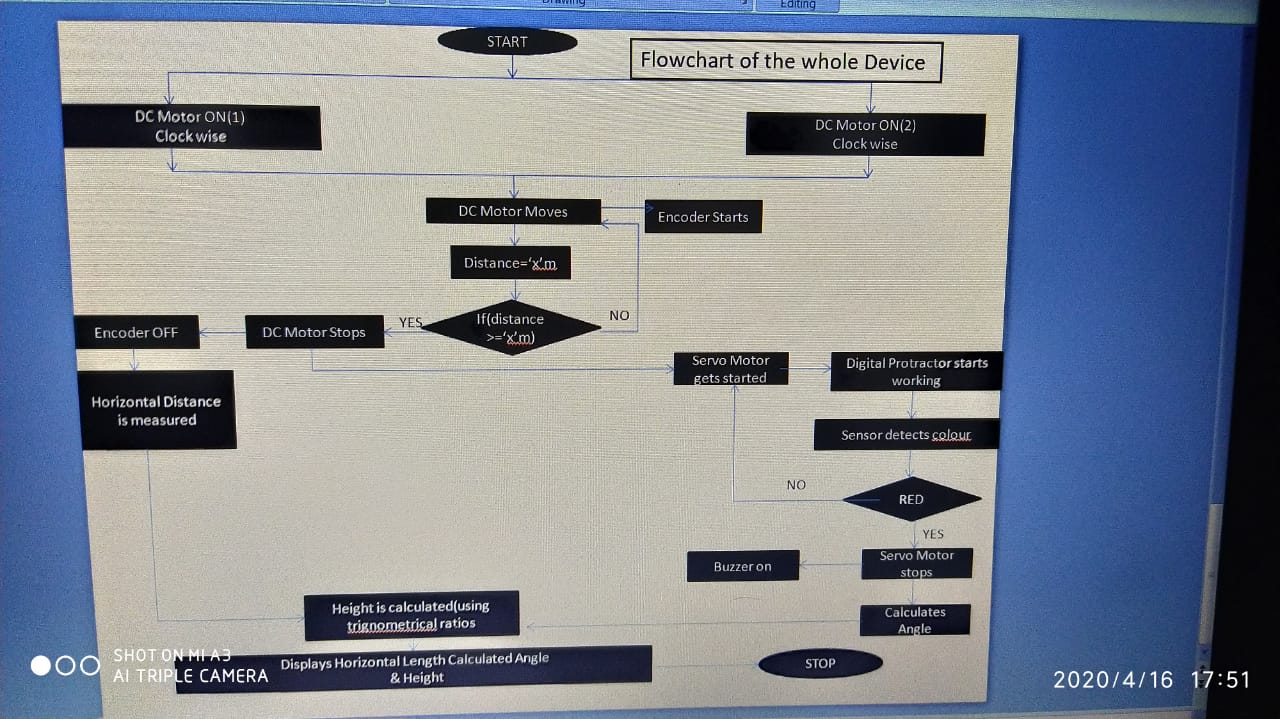 Drawing
Editing
START
Flowchart of the whole Device
DC Motor ON(1)
Clock wise
DC Motor ON(2)
Clock wise
DC Motor Moves
Encoder Starts
Distance=‘x’m
If(distance
>=‘x’m)
YES
NO
DC Motor Stops
Encoder OFF
Horizontal Distance
is measured
Servo Motor
gets started
Digital Protractor starts
working
Sensor detects colour
RED
NO
YES
Servo Motor
stops
Buzzer on
Calculates
Angle
Height is calculated(using
trignometrical ratios
Displays Horizontal Length Calculated Angle
& Height
STOP
SHOT ON MI A3
AI TRIPLE CAMERA
2020/4/16 17:51